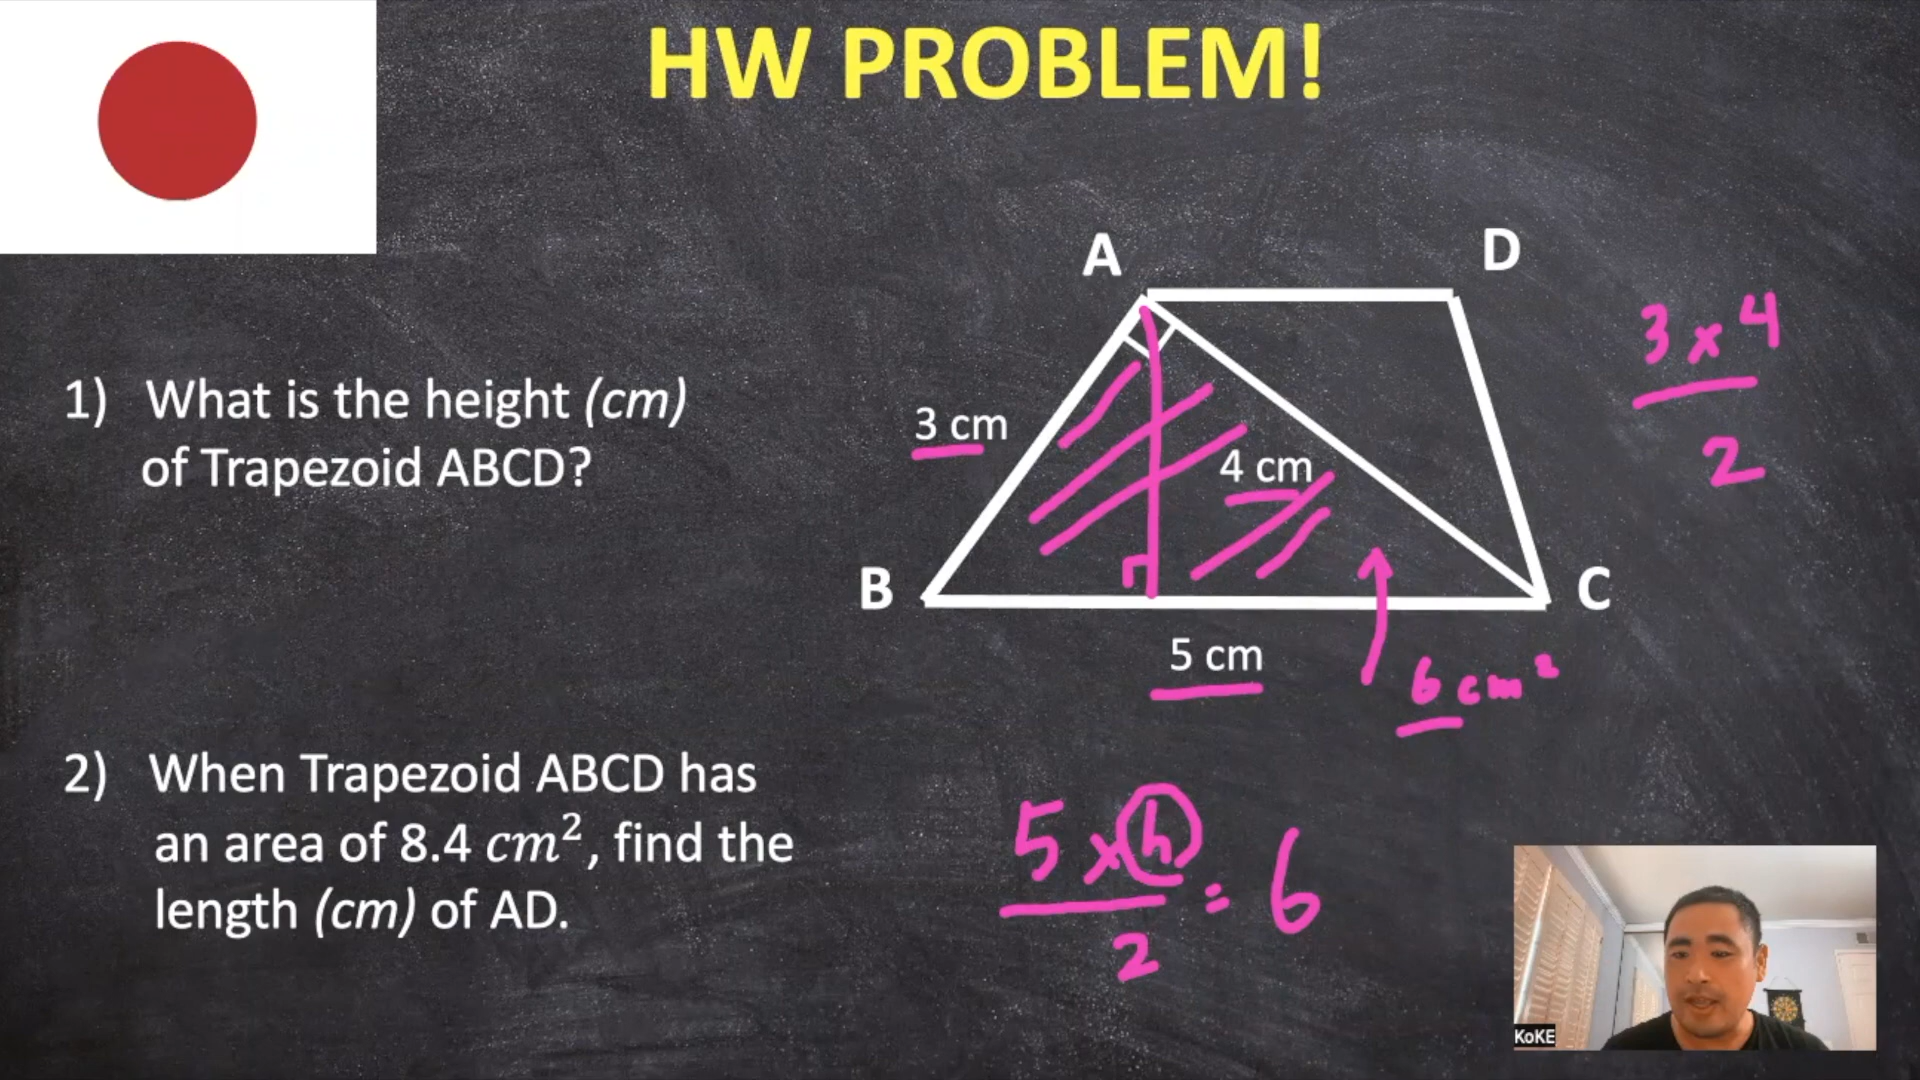 HW PROBLEM!
1) What is the height (cm)
of Trapezoid ABCD?
A
D
3 cm
4 cm
B
C
5 cm
3 x 4
2
6 cm²
2) When Trapezoid ABCD has
an area of 8.4 cm², find the
length (cm) of AD.
5 x h = 6
2
KoKE